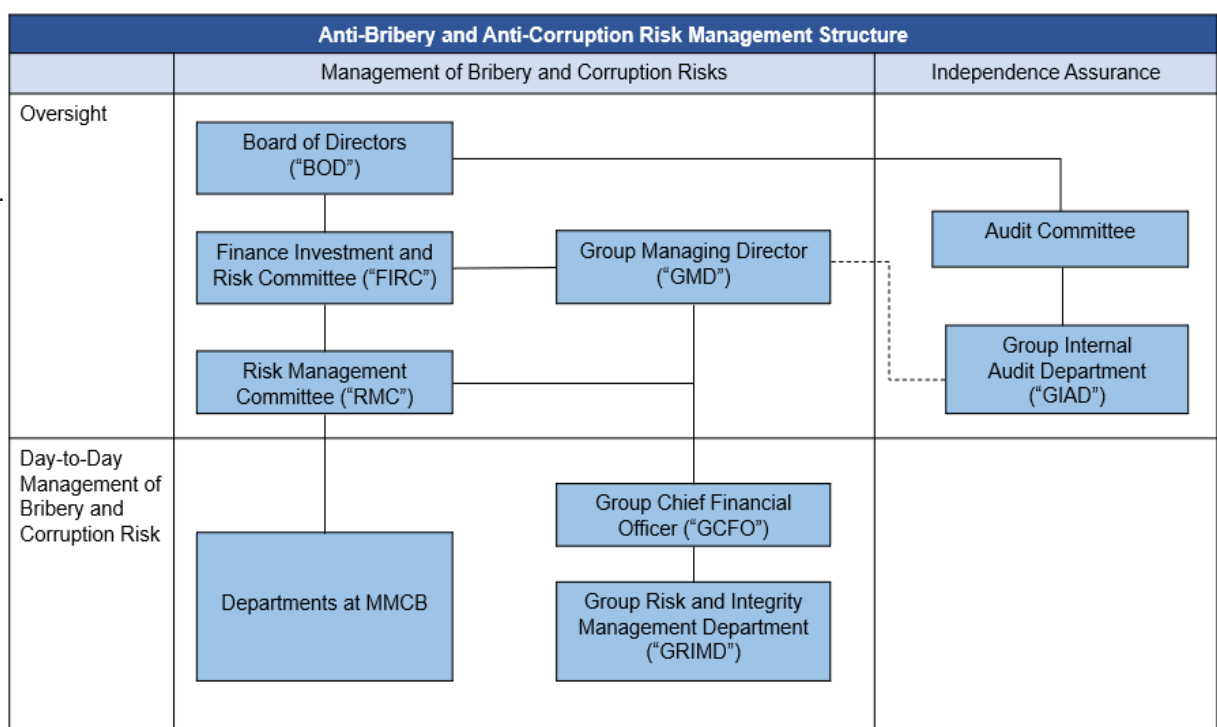 Anti-Bribery and Anti-Corruption Risk Management Structure
Management of Bribery and Corruption Risks
Independence Assurance
Oversight
Board of Directors
(“BOD”)
Finance Investment and
Risk Committee (“FIRC”)
Group Managing Director
(“GMD”)
Audit Committee
Risk Management
Committee (“RMC”)
Group Internal
Audit Department
(“GIAD”)
Day-to-Day
Management of
Bribery and
Corruption Risk
Departments at MMCB
Group Chief Financial
Officer (“GCFO”)
Group Risk and Integrity
Management Department
(“GRIMD”)